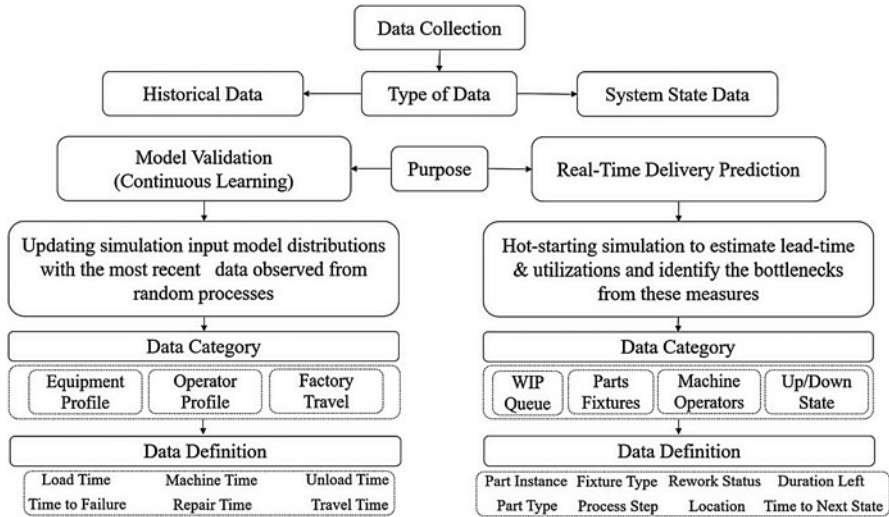 Data Collection
Historical Data
Type of Data
System State Data
Model Validation
(Continuous Learning)
Purpose
Real-Time Delivery Prediction
Updating simulation input model distributions
with the most recent data observed from
random processes
Hot-starting simulation to estimate lead-time
& utilizations and identify the bottlenecks
from these measures
Data Category
Equipment
Profile
Operator
Profile
Factory
Travel
Data Category
WIP
Queue
Parts
Fixtures
Machine
Operators
Up/Down
State
Data Definition
Load Time Machine Time Unload Time
Time to Failure Repair Time Travel Time
Data Definition
Part Instance Fixture Type Rework Status Duration Left
Part Type Process Step Location Time to Next State